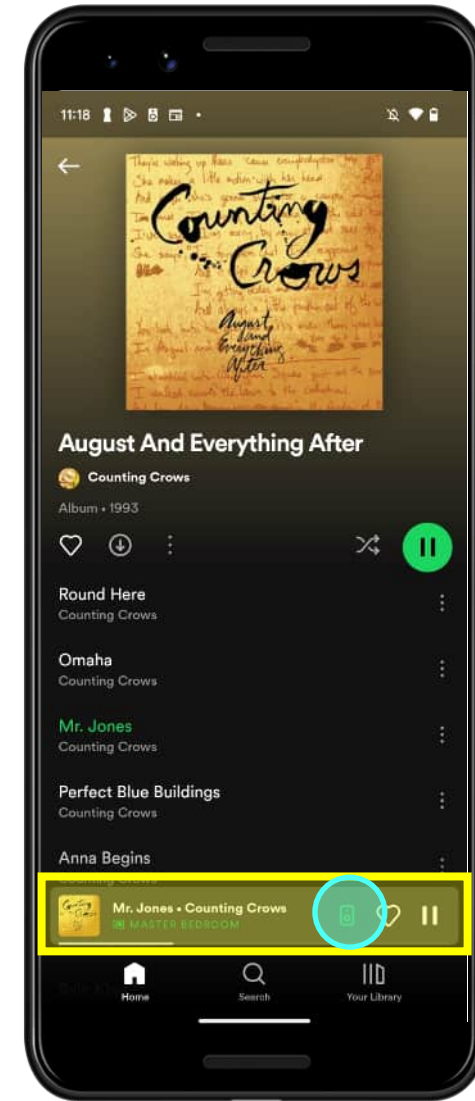 11:18
Counting
Crows
August
and
Everything
After
August And Everything After
Counting Crows
Album • 1993
Round Here
Counting Crows
Omaha
Counting Crows
Mr. Jones
Counting Crows
Perfect Blue Buildings
Counting Crows
Anna Begins
Counting Crows
Mr. Jones • Counting Crows
MASTER BEDROOM
Home
Search
Your Library